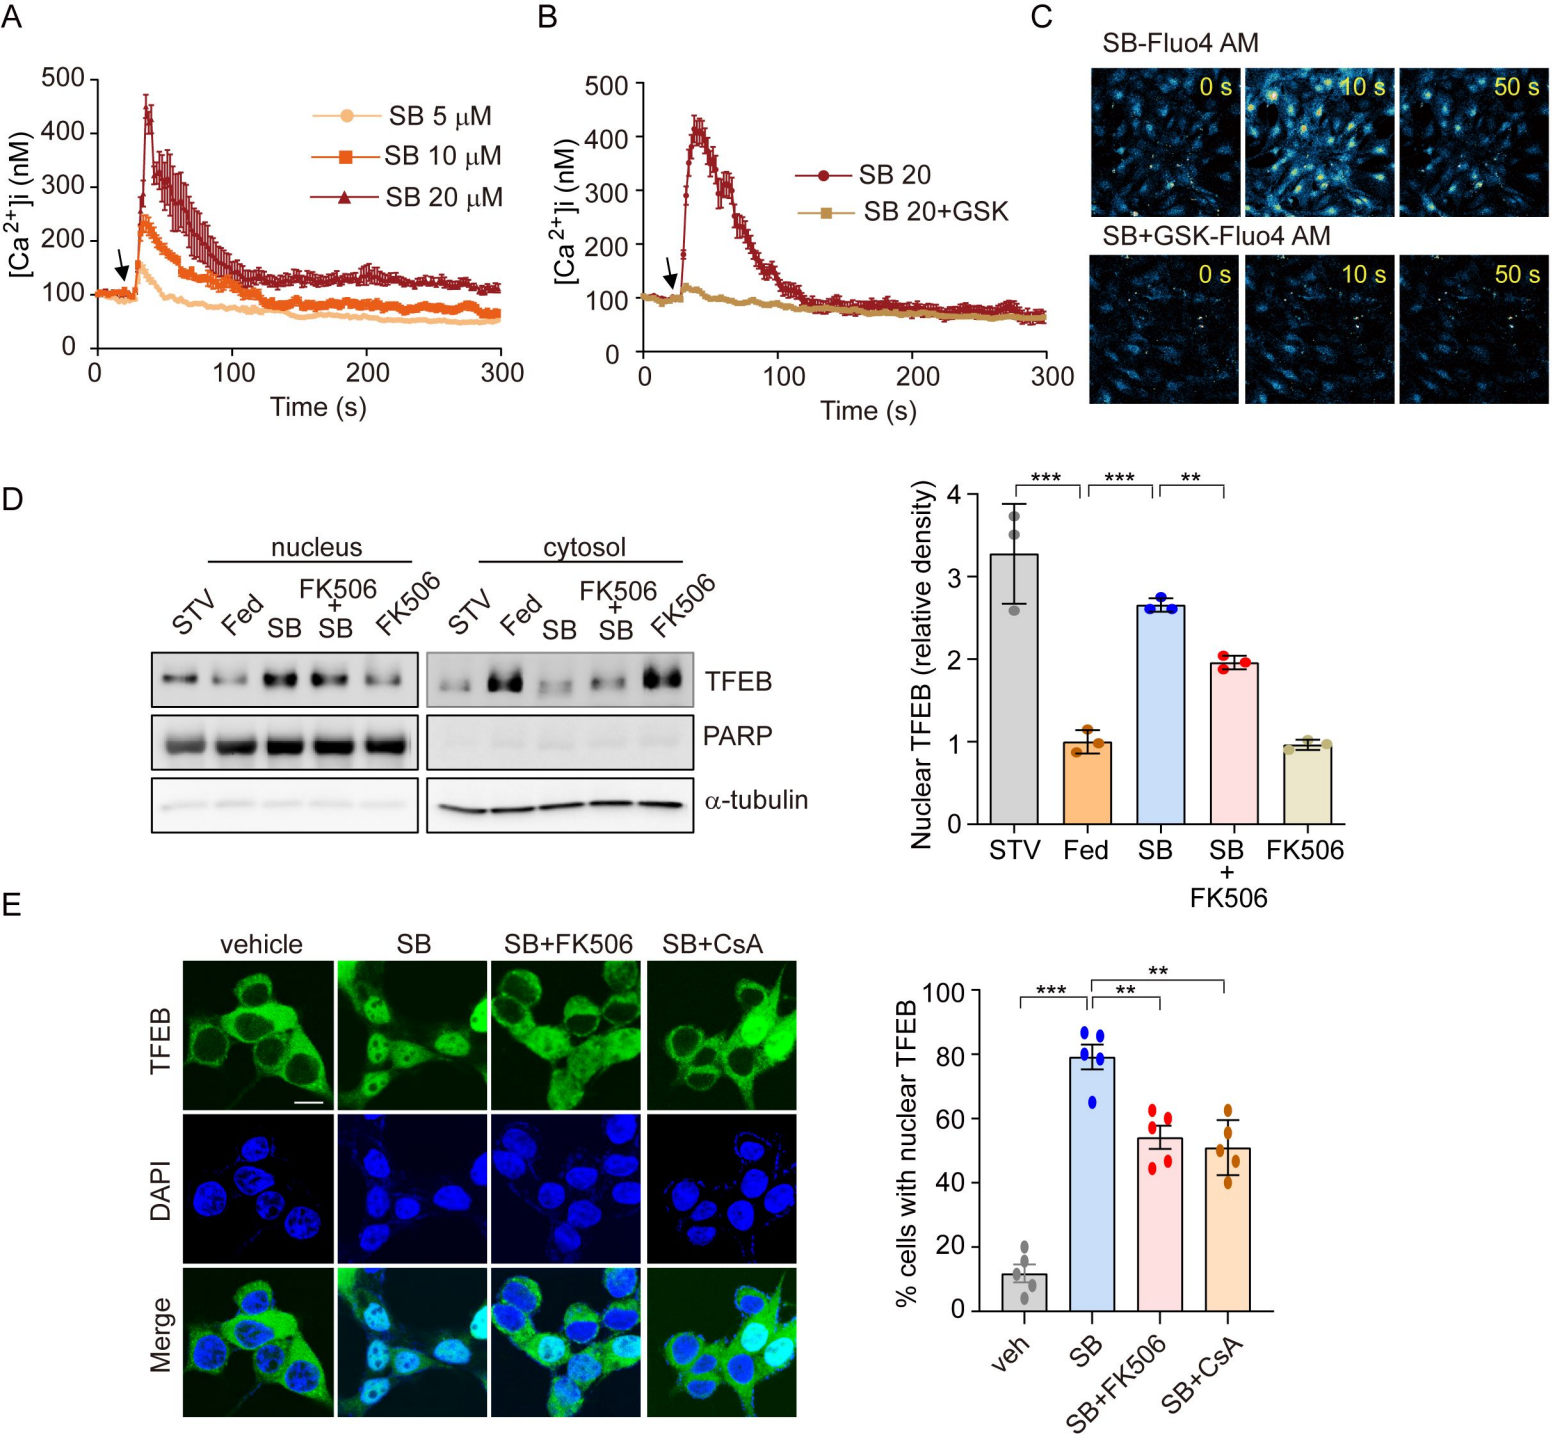 A
500
400
300
200
100
0
[Ca2+]i (nM)
SB 5 μM
SB 10 μM
SB 20 μM
0 100 200 300
Time (s)
B
500
400
300
200
100
0
[Ca2+]i (nM)
SB 20
SB 20+GSK
0 100 200 300
Time (s)
C
SB-Fluo4 AM
0 s 10 s 50 s
SB+GSK-Fluo4 AM
0 s 10 s 50 s
D
nucleus cytosol
STV Fed SB FK506 + SB FK506
STV Fed SB FK506 + SB FK506
TFEB
PARP
α-tubulin
Nuclear TFEB (relative density)
4
3
2
1
0
*** *** **
STV Fed SB SB FK506
+
FK506
E
vehicle SB SB+FK506 SB+CsA
TFEB
DAPI
Merge
% cells with nuclear TFEB
100
80
60
40
20
0
**
*** **
veh SB SB+FK506 SB+CsA